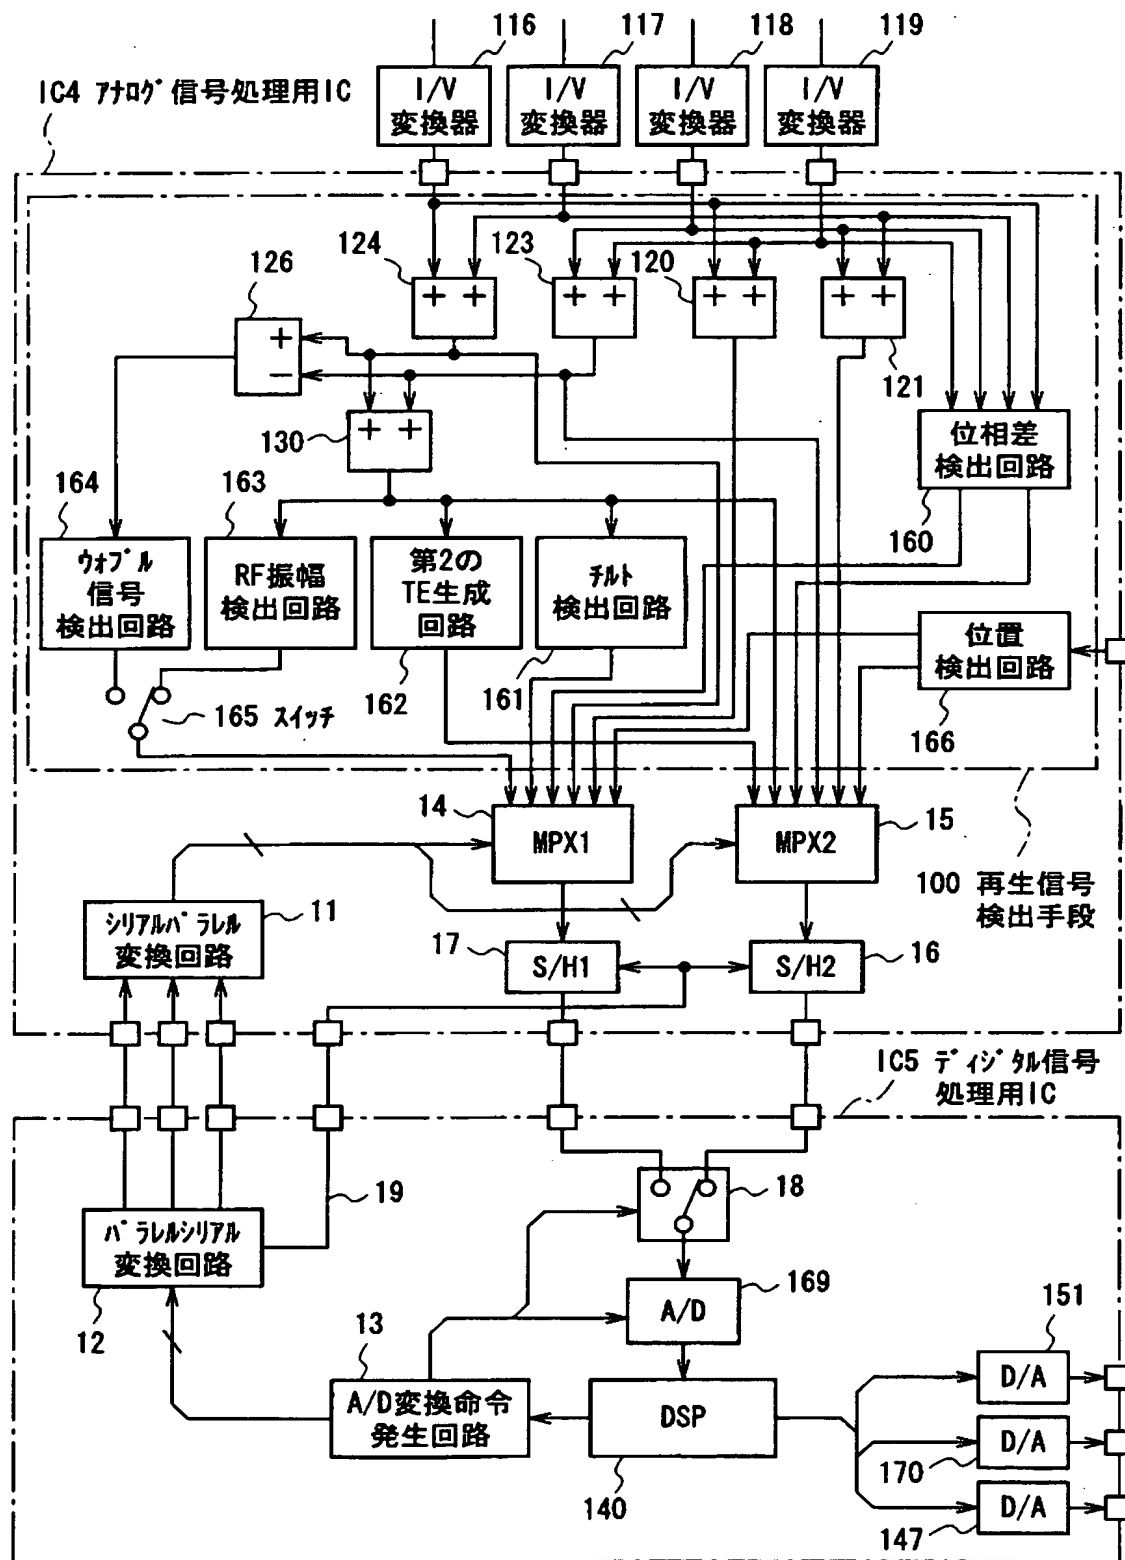 116
117
118
119
IC4 ｱﾅﾛｸﾞ信号処理用IC
I/V
変換器
I/V
変換器
I/V
変換器
I/V
変換器
124
123
120
126
+ +
+ +
+ +
+ +
+
−
121
130
+ +
位相差
検出回路
160
164
163
ｳｫﾌﾞﾙ
信号
検出回路
RF振幅
検出回路
第2の
TE生成
回路
ﾁﾙﾄ
検出回路
位置
検出回路
165 ｽｲｯﾁ
162
161
166
14
MPX1
MPX2
15
100 再生信号
検出手段
ｼﾘｱﾙﾊﾟﾗﾚﾙ
変換回路
11
17
S/H1
S/H2
16
IC5 ﾃﾞｨｼﾞﾀﾙ信号
処理用IC
19
18
ﾊﾟﾗﾚﾙｼﾘｱﾙ
変換回路
12
A/D
169
13
A/D変換命令
発生回路
DSP
140
151
D/A
D/A
170
D/A
147